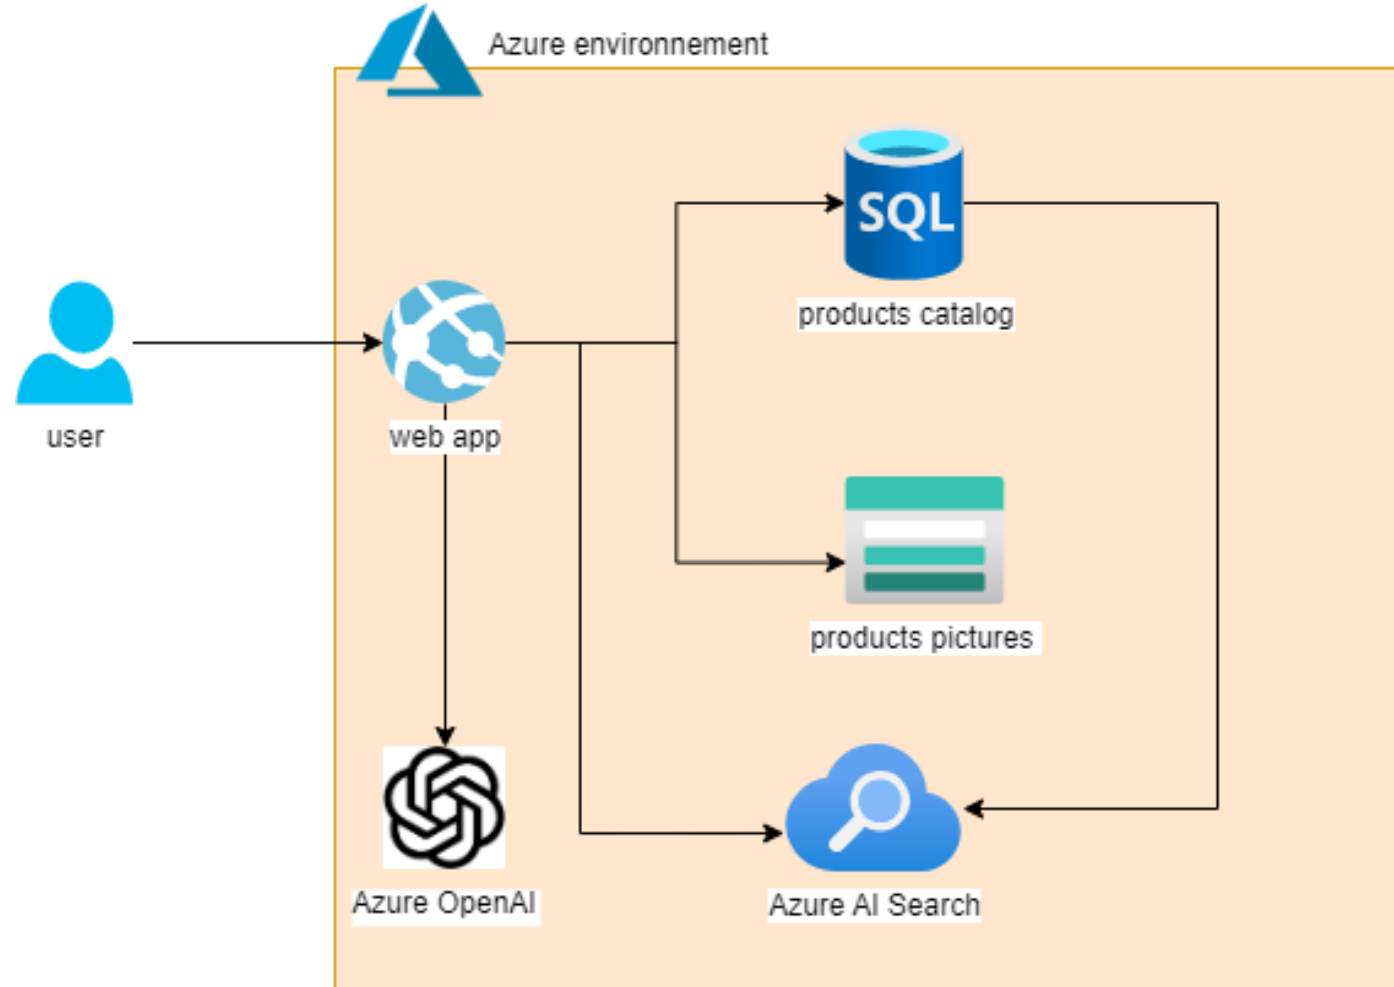 Azure environnement
SQL
products catalog
user
web app
products pictures
Azure OpenAI
Azure AI Search